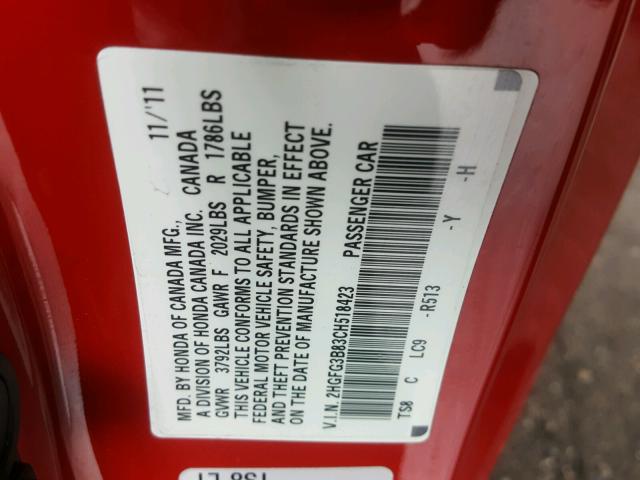 MFD. BY HONDA OF CANADA MFG., 11/'11
A DIVISION OF HONDA CANADA INC. CANADA
GVWR 3792LBS GAWR F 2029LBS R 1786LBS
THIS VEHICLE CONFORMS TO ALL APPLICABLE
FEDERAL MOTOR VEHICLE SAFETY, BUMPER,
AND THEFT PREVENTION STANDARDS IN EFFECT
ON THE DATE OF MANUFACTURE SHOWN ABOVE.
V.I.N. 2HGFG3B83CH518423 PASSENGER CAR
TS8 C LC9 -R513 -Y -H